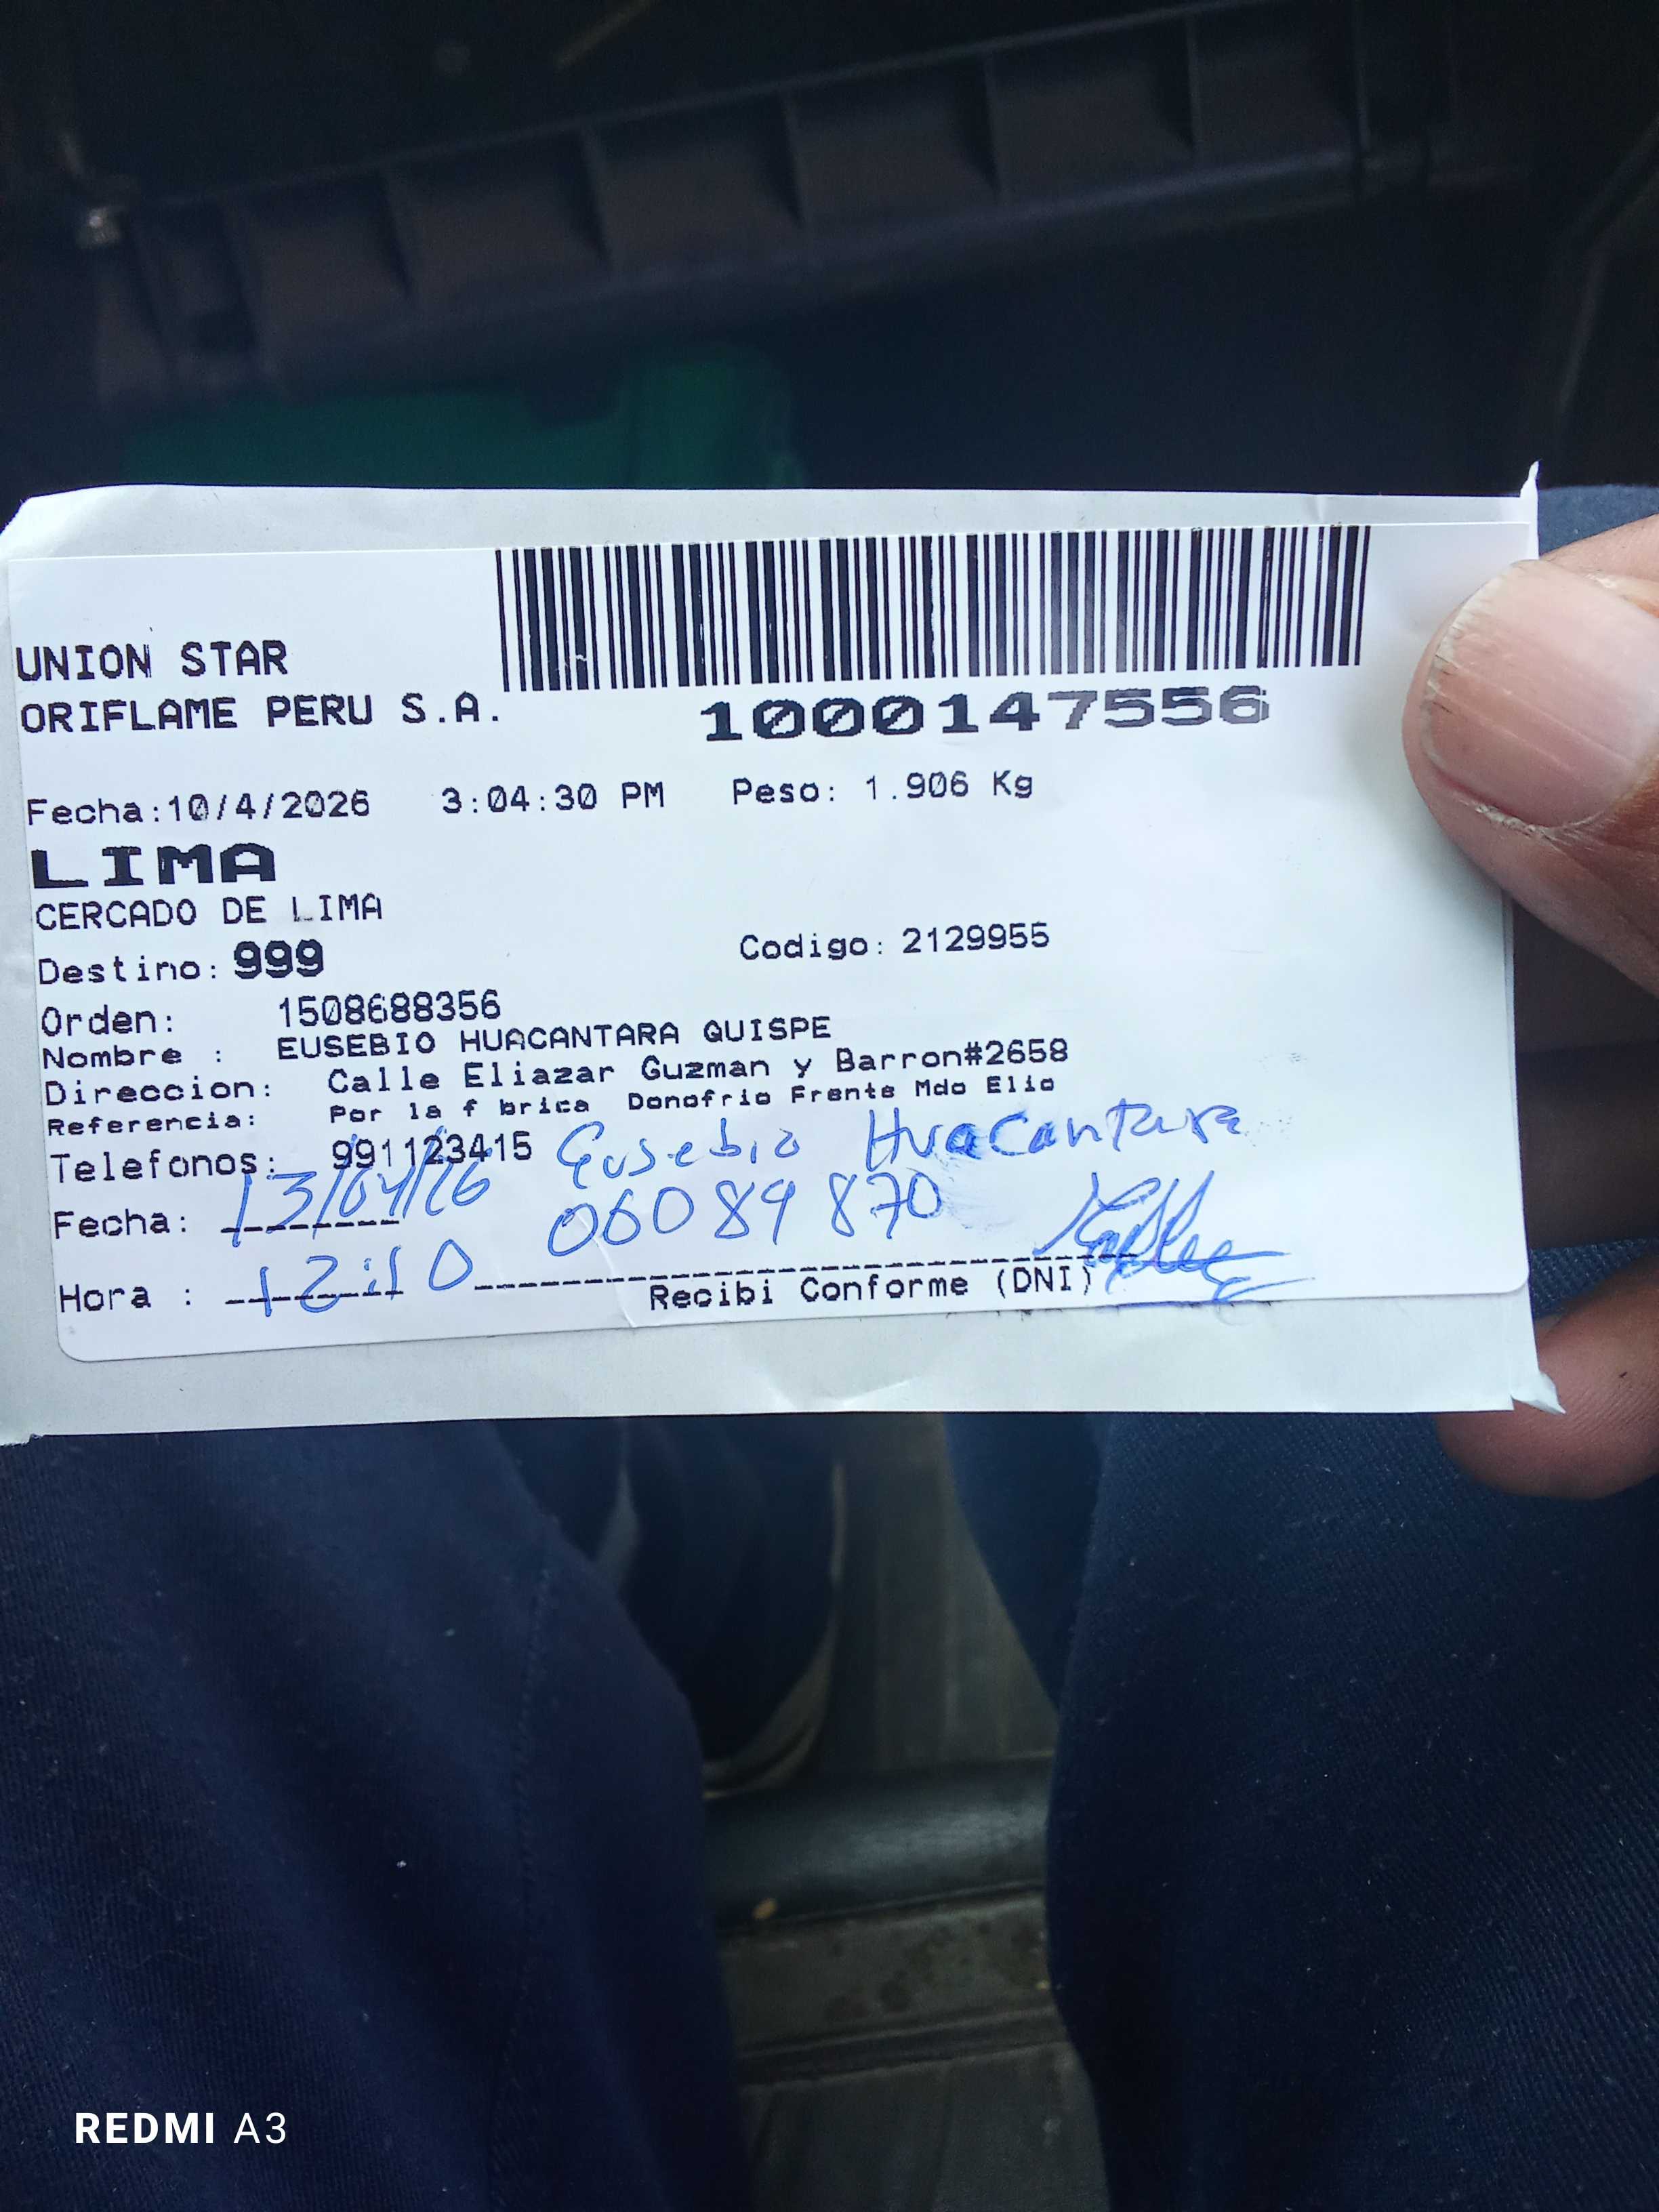 UNION STAR
ORIFLAME PERU S.A.
1000147556
Fecha:10/4/2026 3:04:30 PM Peso: 1.906 Kg
LIMA
CERCADO DE LIMA
Destino: 999 Codigo: 2129955
Orden: 1508688356
Nombre : EUSEBIO HUACANTARA QUISPE
Direccion: Calle Eliazar Guzman y Barron#2658
Referencia: Por la f brica Donofrio Frente Mdo Elio
Telefonos: 991123415 Eusebio Huacantara
Fecha: 13/04/26 06089870
Hora : 12:10
Recibi Conforme (DNI)
REDMI A3